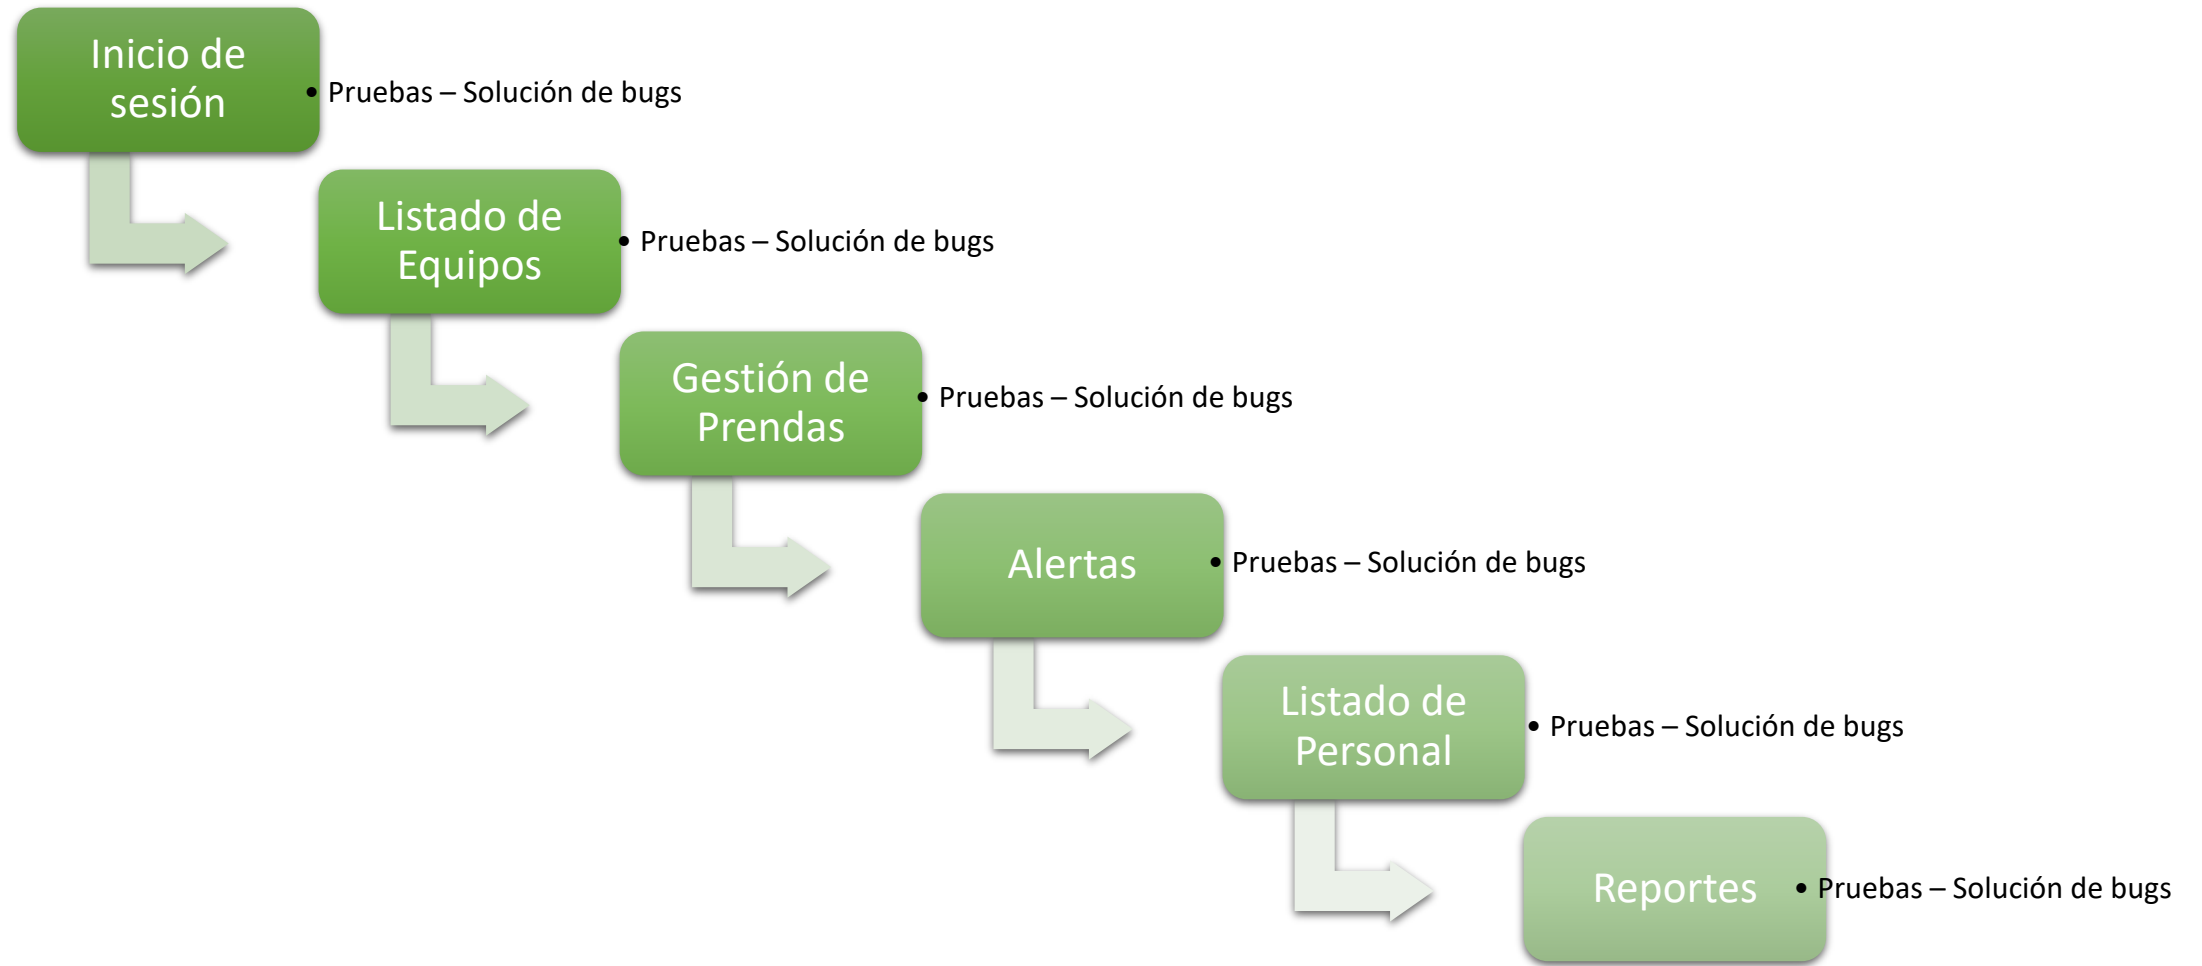 Inicio de
sesión
• Pruebas – Solución de bugs
Listado de
Equipos
• Pruebas – Solución de bugs
Gestión de
Prendas
• Pruebas – Solución de bugs
Alertas
• Pruebas – Solución de bugs
Listado de
Personal
• Pruebas – Solución de bugs
Reportes
• Pruebas – Solución de bugs